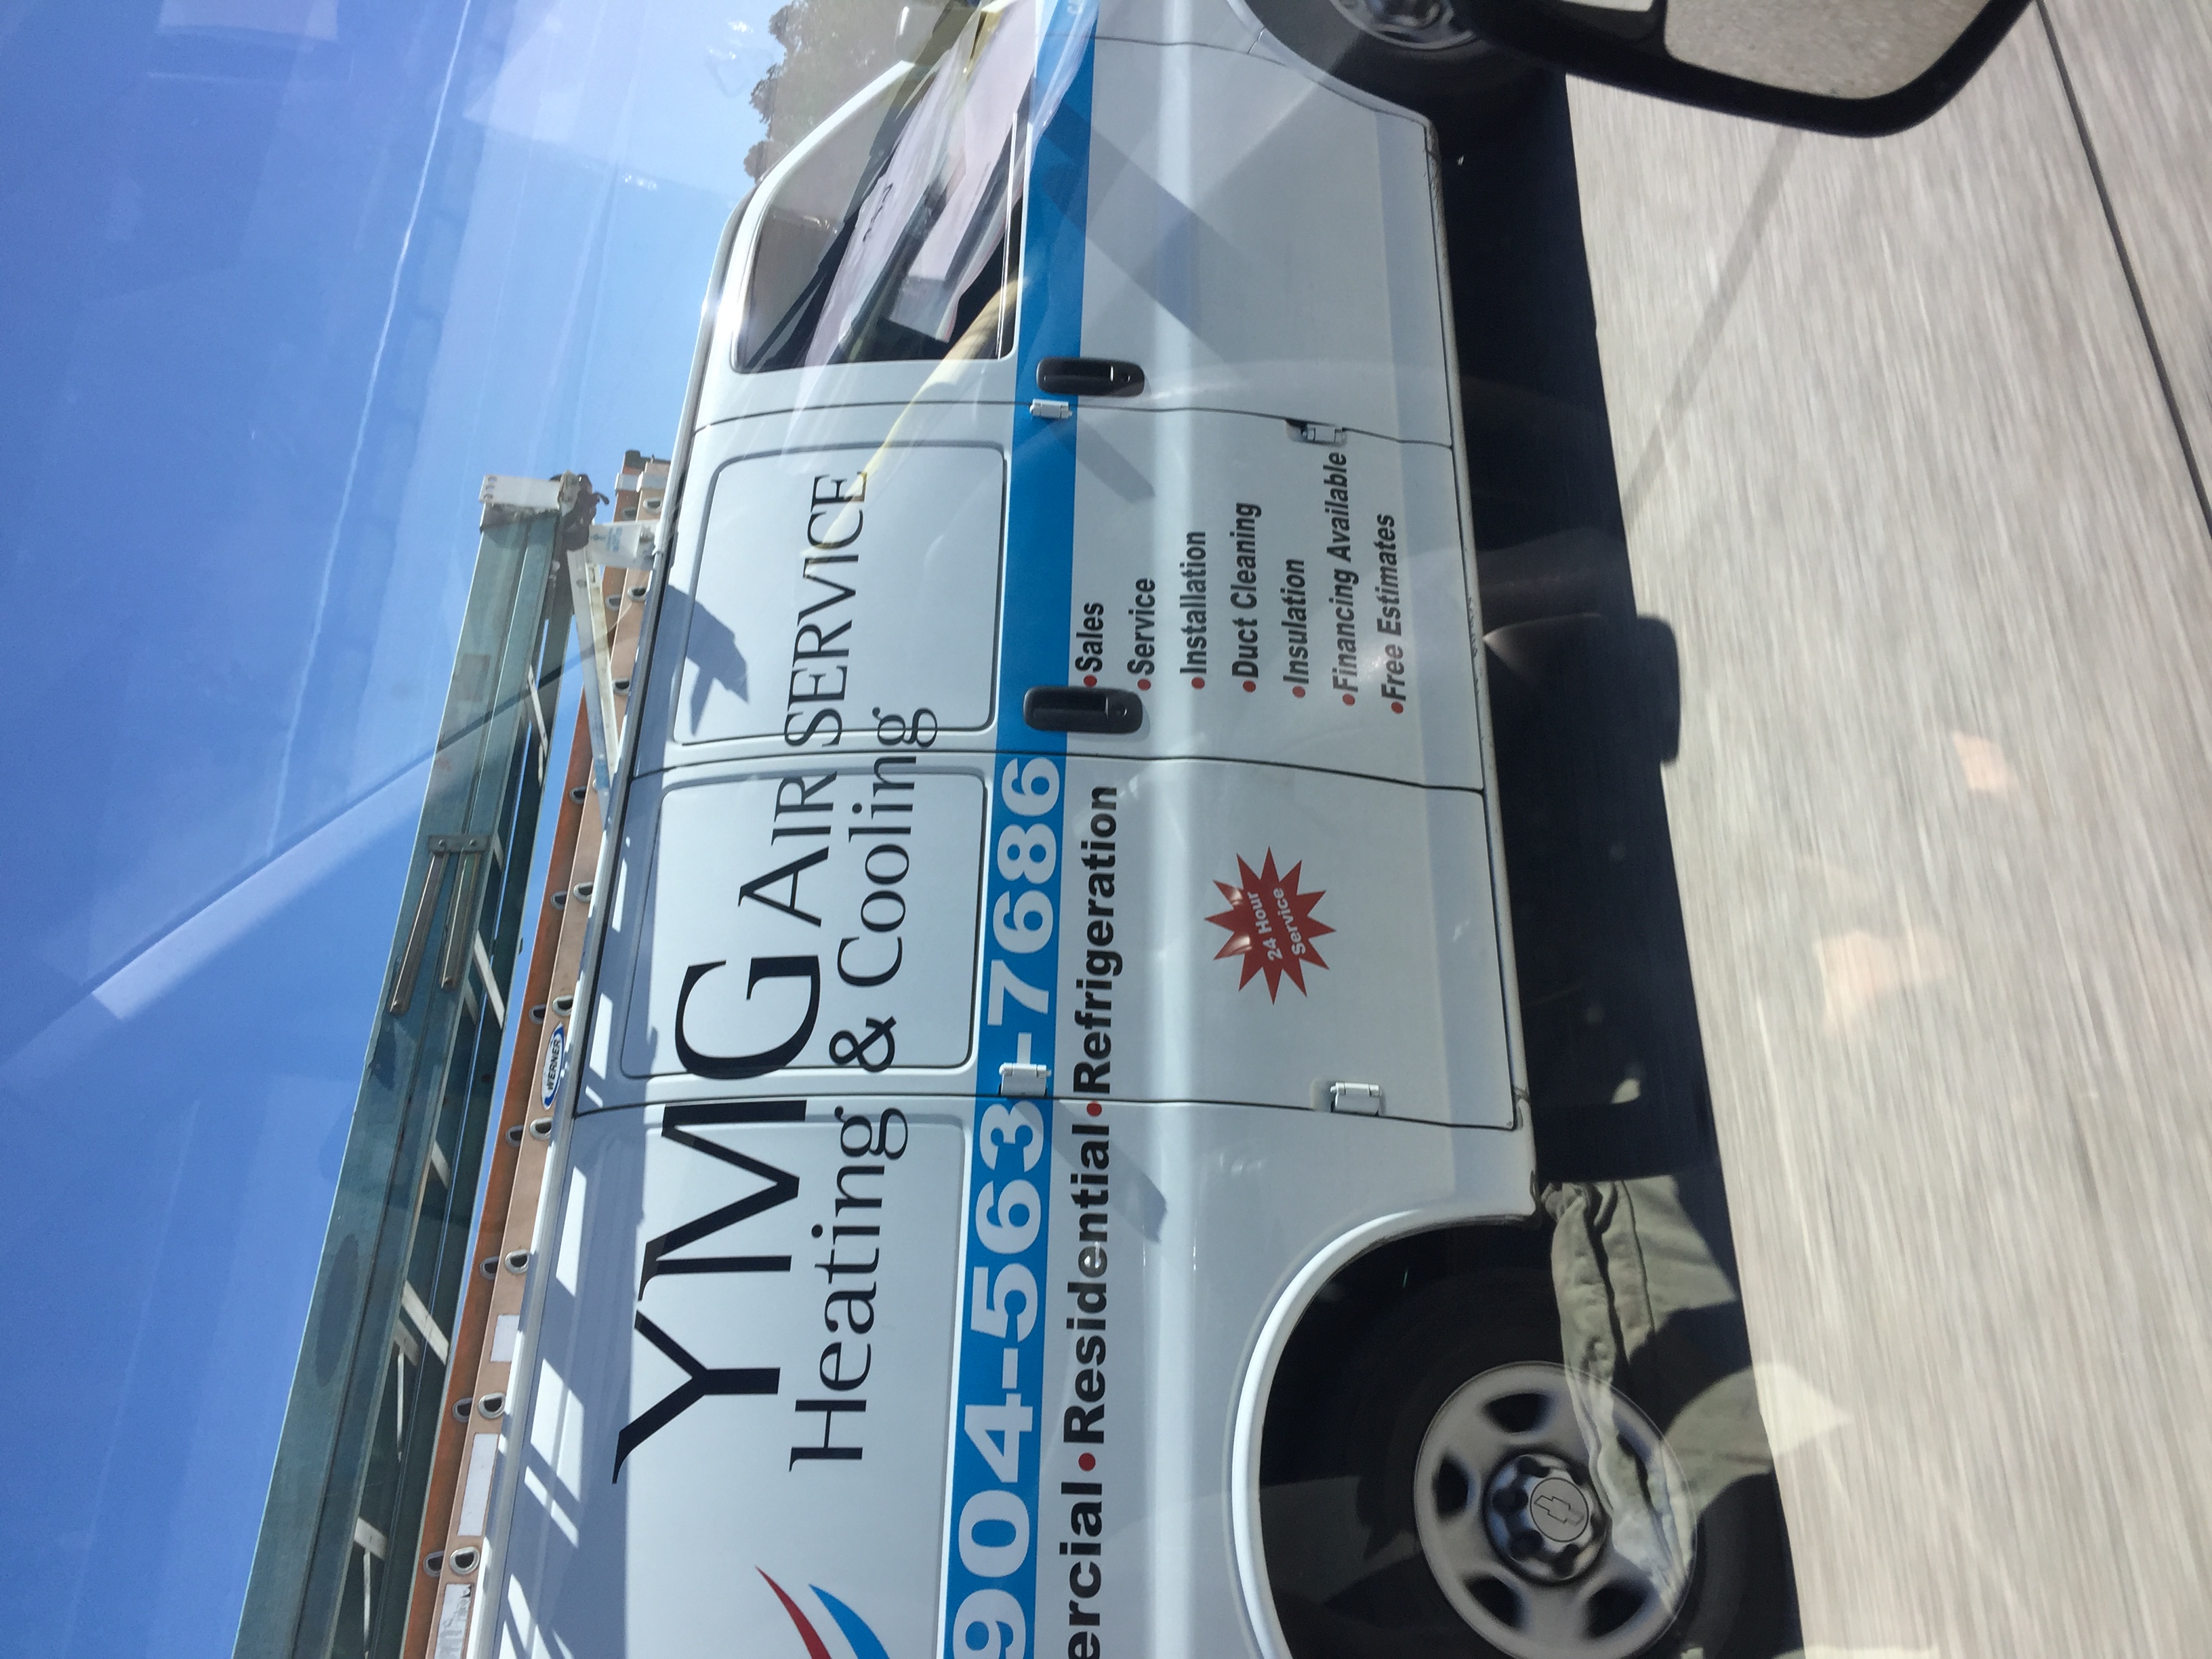 YMG AIR SERVICE
Heating & Cooling
904-563-7686
ercial•Residential•Refrigeration
•Sales
•Service
•Installation
•Duct Cleaning
•Insulation
•Financing Available
•Free Estimates
24 Hour
Service
WERNER